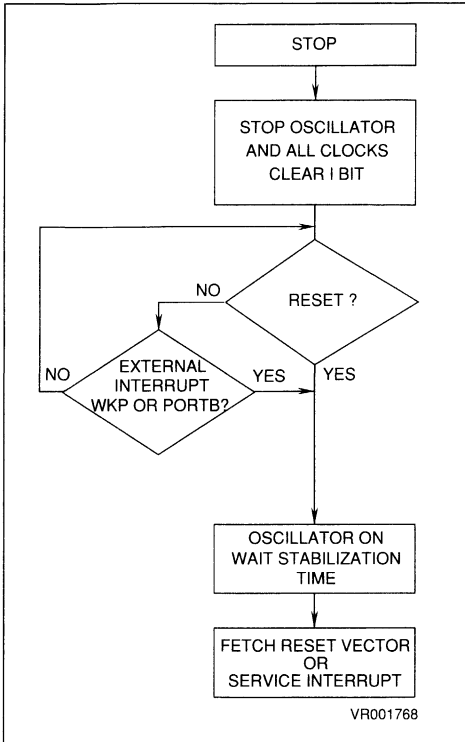 STOP
STOP OSCILLATOR
AND ALL CLOCKS
CLEAR I BIT
RESET ?
NO
YES
EXTERNAL
INTERRUPT
WKP OR PORTB?
NO
YES
OSCILLATOR ON
WAIT STABILIZATION
TIME
FETCH RESET VECTOR
OR
SERVICE INTERRUPT
VR001768